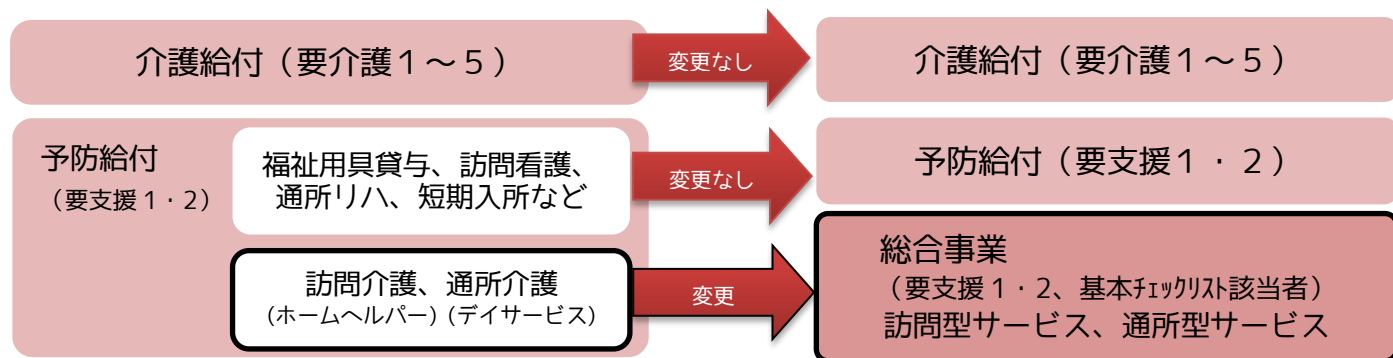 介護給付（要介護１～５）
変更なし
介護給付（要介護１～５）
予防給付
（要支援１・２）
福祉用具貸与、訪問看護、
通所リハ、短期入所など
変更なし
予防給付（要支援１・２）
訪問介護、通所介護
(ホームヘルパー) (デイサービス)
変更
総合事業
（要支援１・２、基本ﾁｪｯｸﾘｽﾄ該当者）
訪問型サービス、通所型サービス